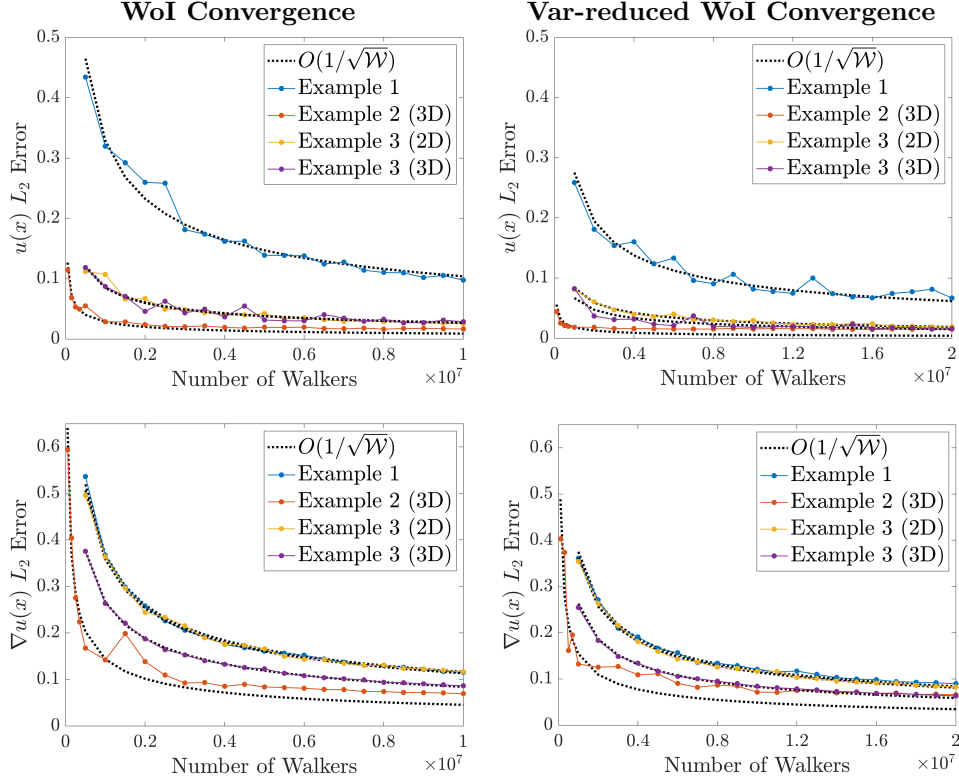 WoI Convergence
u(x) L₂ Error
0.5
0.4
0.3
0.2
0.1
0
O(1/√𝒲)
Example 1
Example 2 (3D)
Example 3 (2D)
Example 3 (3D)
0 0.2 0.4 0.6 0.8 1
Number of Walkers ×10⁷
Var-reduced WoI Convergence
u(x) L₂ Error
0.5
0.4
0.3
0.2
0.1
0
O(1/√𝒲)
Example 1
Example 2 (3D)
Example 3 (2D)
Example 3 (3D)
0 0.4 0.8 1.2 1.6 2
Number of Walkers ×10⁷
∇u(x) L₂ Error
0.6
0.5
0.4
0.3
0.2
0.1
0
O(1/√𝒲)
Example 1
Example 2 (3D)
Example 3 (2D)
Example 3 (3D)
0 0.2 0.4 0.6 0.8 1
Number of Walkers ×10⁷
∇u(x) L₂ Error
0.6
0.5
0.4
0.3
0.2
0.1
0
O(1/√𝒲)
Example 1
Example 2 (3D)
Example 3 (2D)
Example 3 (3D)
0 0.4 0.8 1.2 1.6 2
Number of Walkers ×10⁷